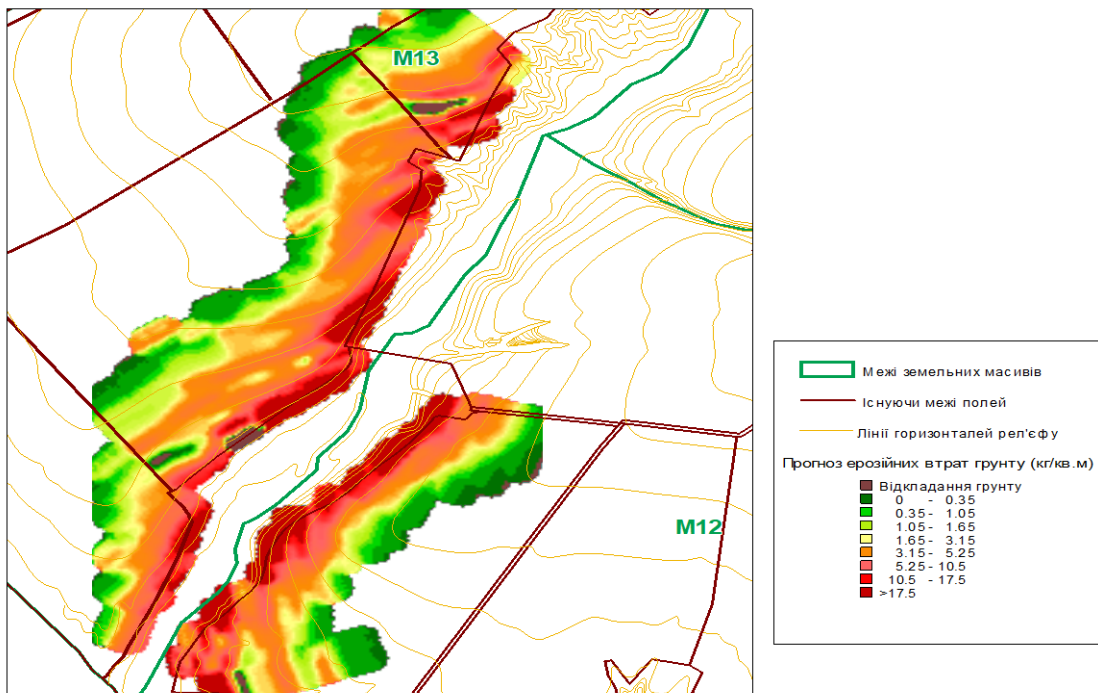 M13
M12
Межі земельних масивів
Існуючи межі полей
Лінії горизонталей рел'єфу
Прогноз ерозійних втрат грунту (кг/кв.м)
Відкладання грунту
0 - 0.35
0.35 - 1.05
1.05 - 1.65
1.65 - 3.15
3.15 - 5.25
5.25 - 10.5
10.5 - 17.5
>17.5